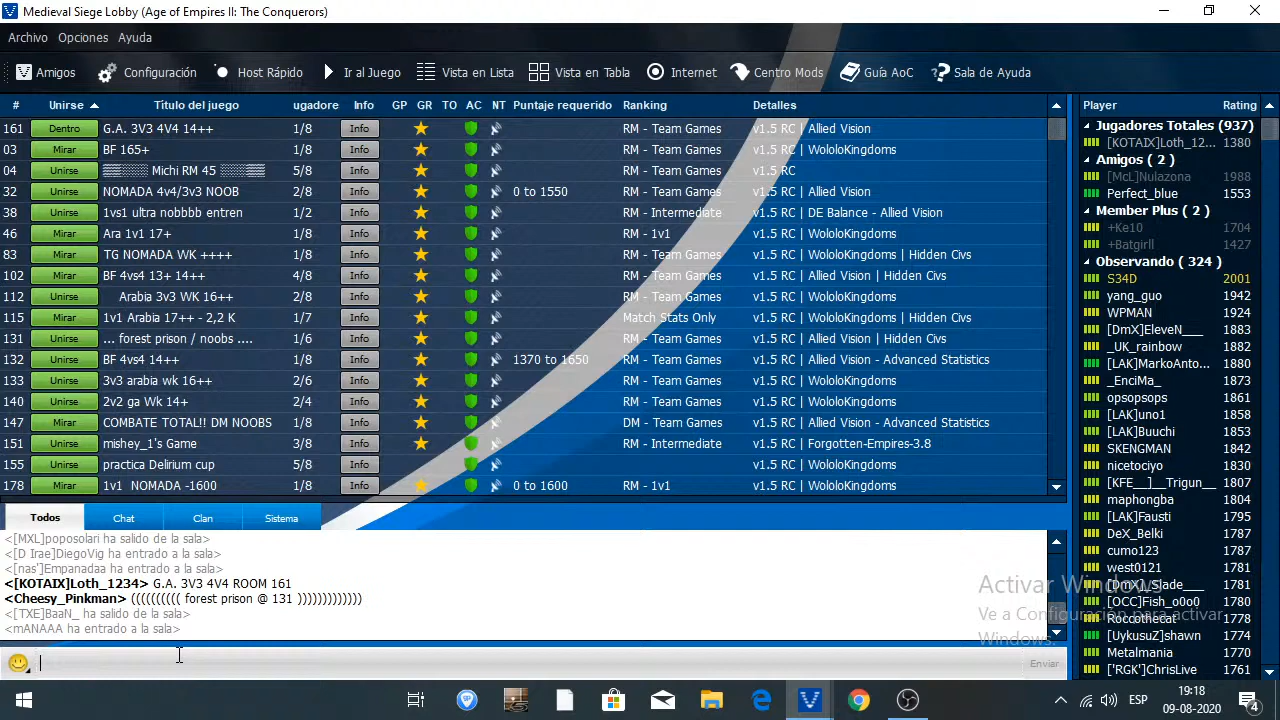 Medieval Siege Lobby (Age of Empires II: The Conquerors)
Archivo Opciones Ayuda
Amigos Configuración Host Rápido Ir al Juego Vista en Lista Vista en Tabla Internet Centro Mods Guía AoC Sala de Ayuda
# Unirse Título del juego ugadore Info GP GR TO AC NT Puntaje requerido Ranking Detalles
161 Dentro G.A. 3V3 4V4 14++ 1/8 Info RM - Team Games v1.5 RC | Allied Vision
03 Mirar BF 165+ 1/8 Info RM - Team Games v1.5 RC | WololoKingdoms
04 Unirse ▒▒░░░ Michi RM 45 ░░░▒▒ 5/8 Info RM - Team Games v1.5 RC
32 Unirse NOMADA 4v4/3v3 NOOB 2/8 Info 0 to 1550 RM - Team Games v1.5 RC | Allied Vision
38 Unirse 1vs1 ultra nobbbb entren 1/2 Info RM - Intermediate v1.5 RC | DE Balance - Allied Vision
46 Unirse Ara 1v1 17+ 1/8 Info RM - 1v1 v1.5 RC | WololoKingdoms
83 Unirse TG NOMADA WK ++++ 1/8 Info RM - Team Games v1.5 RC | WololoKingdoms | Hidden Civs
102 Mirar BF 4vs4 13+ 14++ 4/8 Info RM - Team Games v1.5 RC | Allied Vision | Hidden Civs
112 Unirse Arabia 3v3 WK 16++ 2/8 Info RM - Team Games v1.5 RC | WololoKingdoms
115 Mirar 1v1 Arabia 17++ - 2,2 K 1/7 Info Match Stats Only v1.5 RC | WololoKingdoms | Hidden Civs
131 Unirse ... forest prison / noobs .... 1/6 Info RM - Team Games v1.5 RC | Allied Vision | Hidden Civs
132 Unirse BF 4vs4 14++ 1/8 Info 1370 to 1650 RM - Team Games v1.5 RC | Allied Vision - Advanced Statistics
133 Unirse 3v3 arabia wk 16++ 2/6 Info RM - Team Games v1.5 RC | WololoKingdoms
140 Unirse 2v2 ga Wk 14+ 2/4 Info RM - Team Games v1.5 RC | WololoKingdoms
147 Mirar COMBATE TOTAL!! DM NOOBS 3/8 Info DM - Team Games v1.5 RC | Allied Vision - Advanced Statistics
151 Unirse mishey_1's Game 3/8 Info RM - Intermediate v1.5 RC | Forgotten-Empires-3.8
155 Unirse practica Delirium cup 5/8 Info v1.5 RC | WololoKingdoms
178 Mirar 1v1 NOMADA -1600 1/8 Info 0 to 1600 RM - 1v1 v1.5 RC | WololoKingdoms
Todos Chat Clan Sistema
<[MXL]poposolari ha salido de la sala>
<[D Irae]DiegoVig ha entrado a la sala>
<[nas']Empanadaa ha entrado a la sala>
<[KOTAIX]Loth_1234> G.A. 3V3 4V4 ROOM 161
<Cheesy_Pinkman> (((((((((( forest prison @ 131 )))))))))))))
<[TXE]BaaN_ ha salido de la sala>
<mANAAA ha entrado a la sala>
Enviar
Player Rating
Jugadores Totales (937)
[KOTAIX]Loth_12... 1380
Amigos ( 2 )
[McL]Nulazona 1988
Perfect_blue 1553
Member Plus ( 2 )
+Ke10 1704
+Batgirll 1427
Observando ( 324 )
S34D 2001
yang_guo 1942
WPMAN 1924
[DmX]EleveN___ 1883
_UK_rainbow 1882
[LAK]MarkoAnto... 1880
_EnciMa_ 1873
opsopsops 1861
[LAK]uno1 1858
[LAK]Buuchi 1853
SKENGMAN 1842
nicetociyo 1830
[KFE__]__Trigun__ 1807
maphongba 1804
[LAK]Fausti 1795
DeX_Belki 1787
cumo123 1787
west0121 1781
[DmX]_Slade__ 1781
[OCC]Fish_o0o0 1780
Roccothecat 1778
[UykusuZ]shawn 1774
Metalmania 1770
['RGK']ChrisLive 1761
Activar Windows
Ve a Configuración para activar
Windows.
ESP
19:18
09-08-2020
4